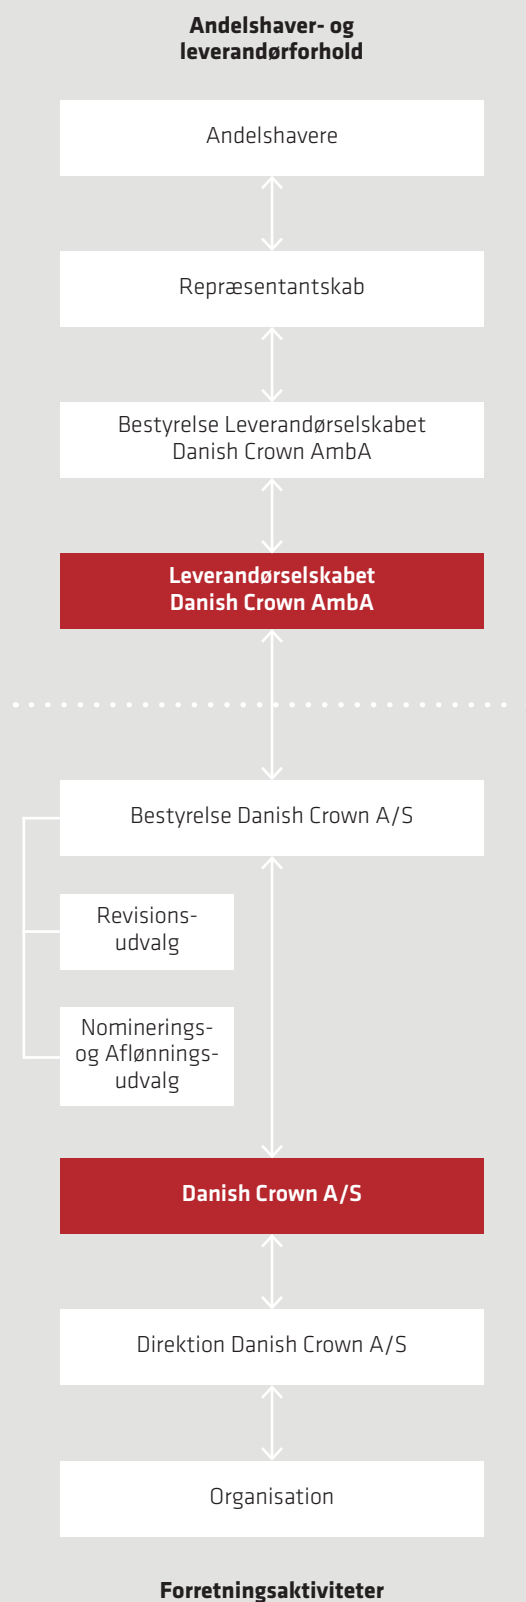 Andelshaver- og
leverandørforhold
Andelshavere
Repræsentantskab
Bestyrelse Leverandørselskabet
Danish Crown AmbA
Leverandørselskabet
Danish Crown AmbA
Bestyrelse Danish Crown A/S
Revisions-
udvalg
Nominerings-
og Aflønnings-
udvalg
Danish Crown A/S
Direktion Danish Crown A/S
Organisation
Forretningsaktiviteter